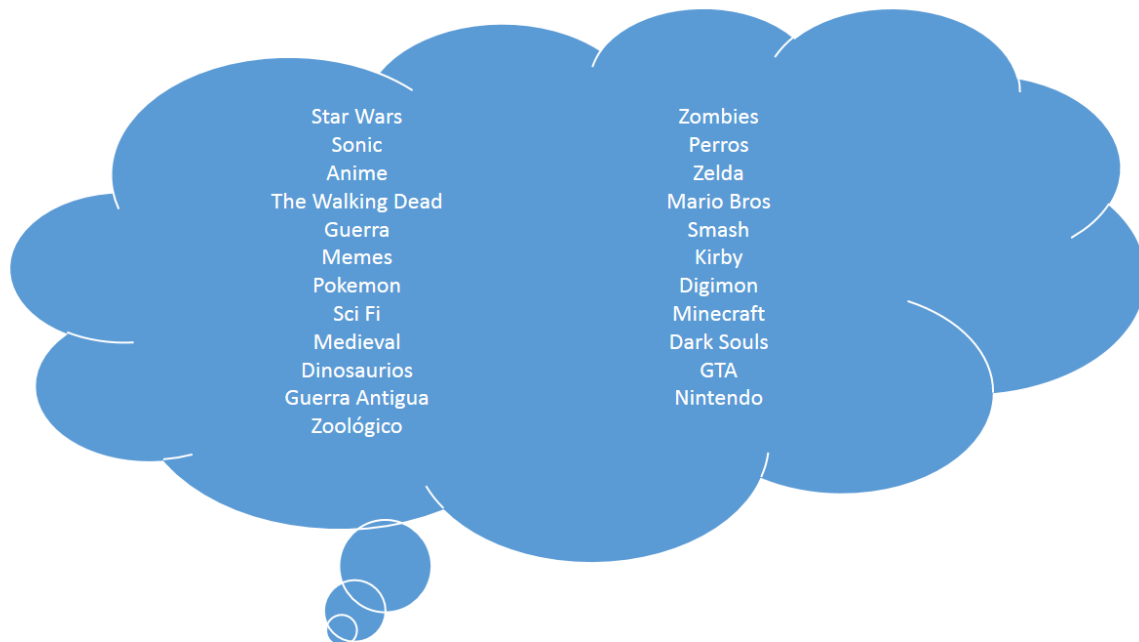 Star Wars
Sonic
Anime
The Walking Dead
Guerra
Memes
Pokemon
Sci Fi
Medieval
Dinosaurios
Guerra Antigua
Zoológico
Zombies
Perros
Zelda
Mario Bros
Smash
Kirby
Digimon
Minecraft
Dark Souls
GTA
Nintendo